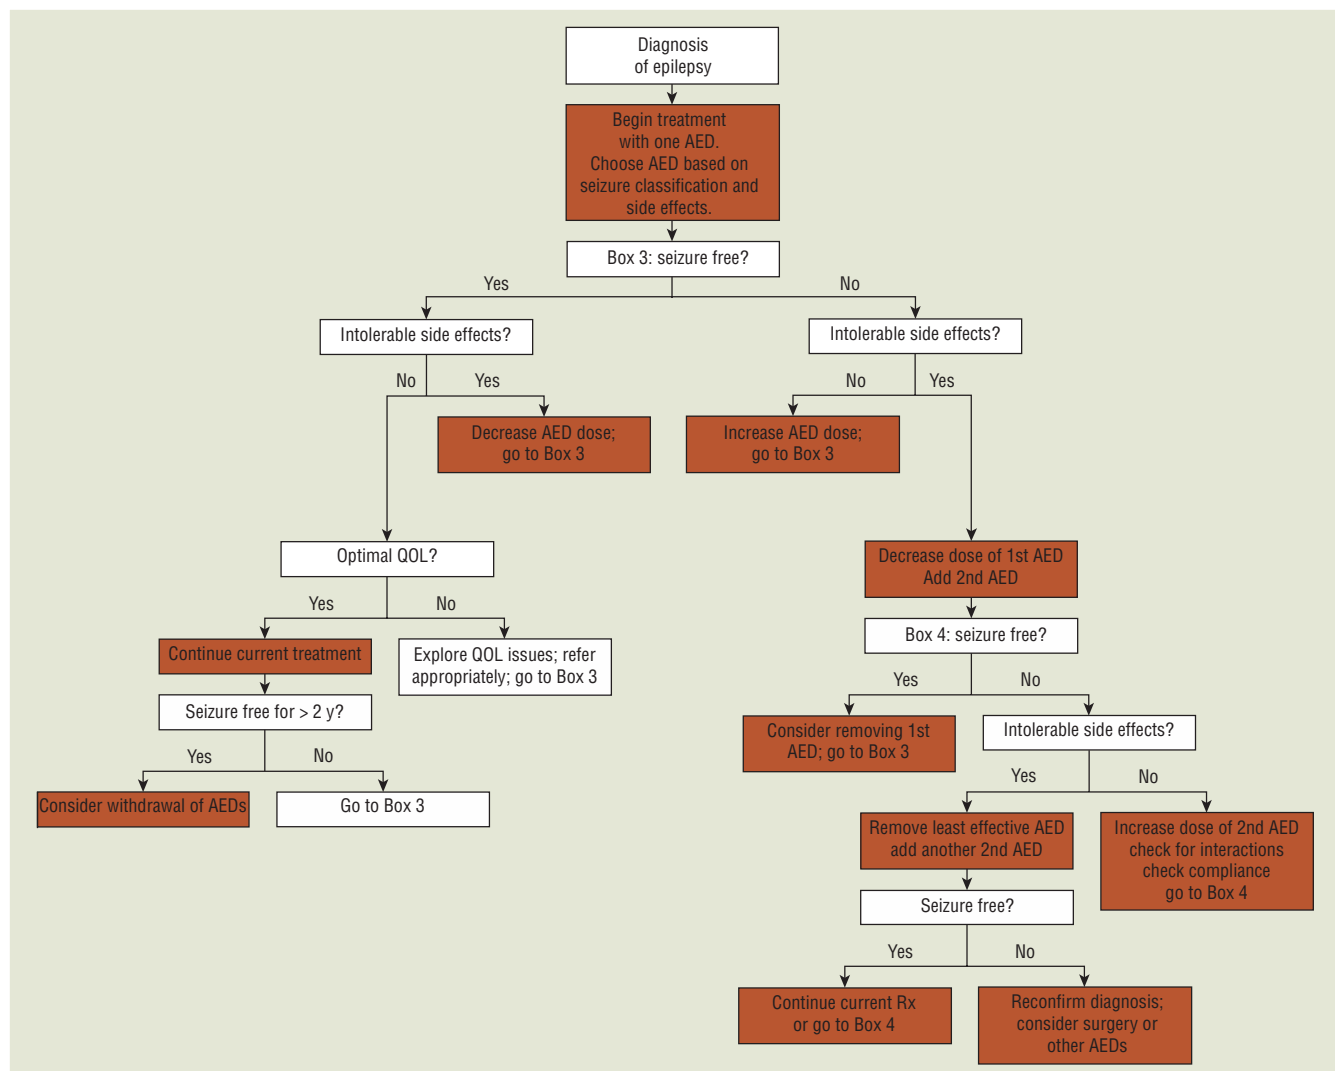 Diagnosis
of epilepsy
Begin treatment
with one AED.
Choose AED based on
seizure classification and
side effects.
Box 3: seizure free?
Yes
No
Intolerable side effects?
Intolerable side effects?
No
Yes
No
Yes
Decrease AED dose;
go to Box 3
Increase AED dose;
go to Box 3
Optimal QOL?
Decrease dose of 1st AED
Add 2nd AED
Yes
No
Box 4: seizure free?
Continue current treatment
Explore QOL issues; refer
appropriately; go to Box 3
Yes
No
Seizure free for > 2 y?
Consider removing 1st
AED; go to Box 3
Intolerable side effects?
Yes
No
Yes
No
Consider withdrawal of AEDs
Go to Box 3
Remove least effective AED
add another 2nd AED
Increase dose of 2nd AED
check for interactions
check compliance
go to Box 4
Seizure free?
Yes
No
Continue current Rx
or go to Box 4
Reconfirm diagnosis;
consider surgery or
other AEDs